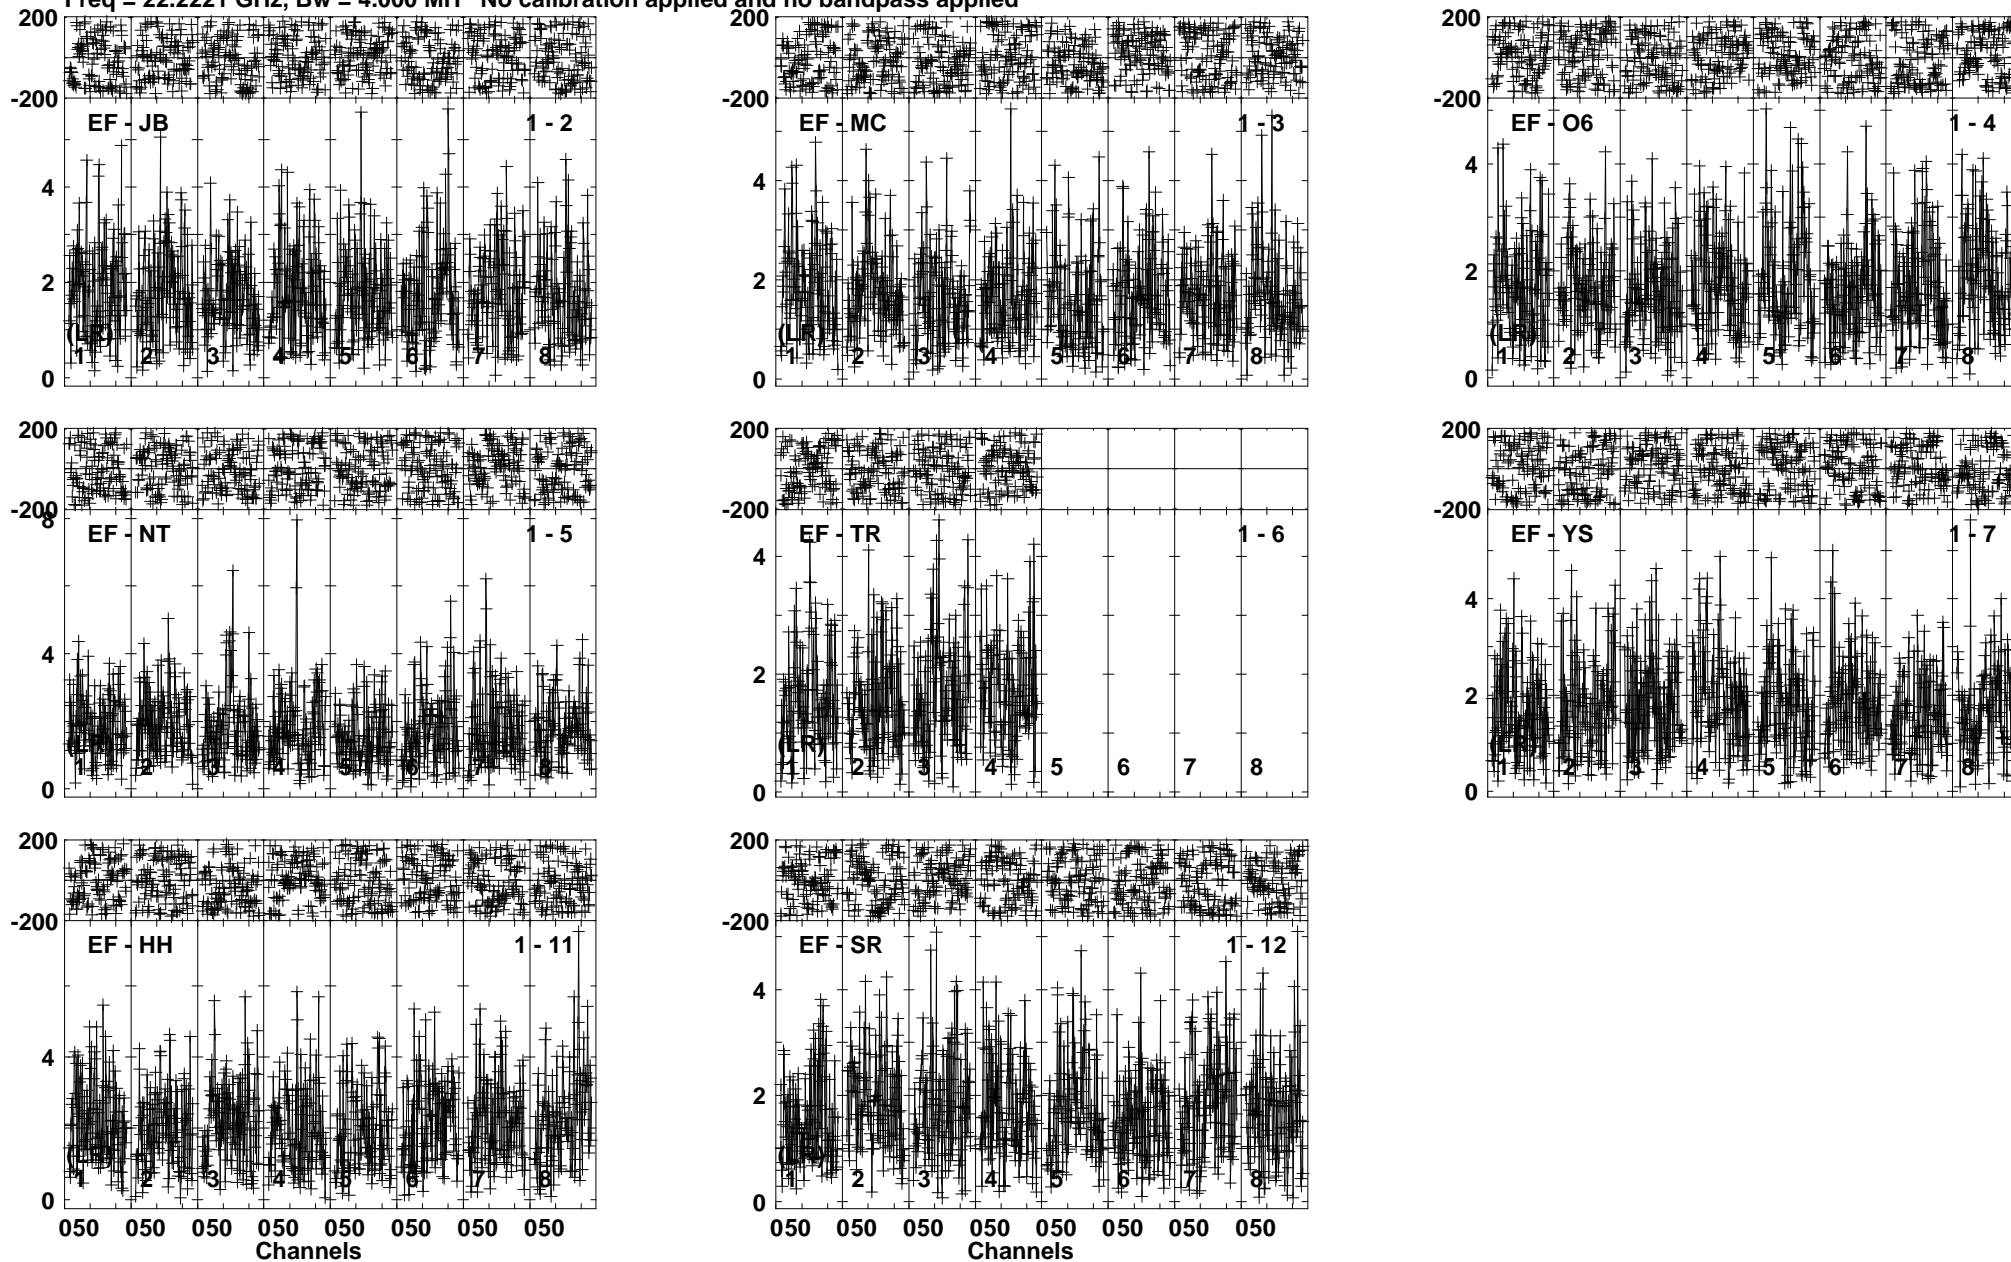 Freq = 22.2221 GHz, Bw = 4.000 MH No calibration applied and no bandpass applied
200 200 200
-200 -200 -200
EF - JB 1 - 2 EF - MC 1 - 3 EF - O6 1 - 4
4 4 4
2 2 2
(LR) (LR) (LR)
1 2 3 4 5 6 7 8 1 2 3 4 5 6 7 8 1 2 3 4 5 6 7 8
0 0 0
200 200 200
-200 -200 -200
8
EF - NT 1 - 5 EF - TR 1 - 6 EF - YS 1 - 7
4 4 4
2 2
(LR) (LR) (LR)
1 2 3 4 5 6 7 8 1 2 3 4 5 6 7 8 1 2 3 4 5 6 7 8
0 0 0
200 200
-200 -200
EF - HH 1 - 11 EF - SR 1 - 12
4 4
2
(LR) (LR)
1 2 3 4 5 6 7 8 1 2 3 4 5 6 7 8
0 0
050 050 050 050 050 050 050 050 050 050 050 050 050 050 050 050
Channels Channels